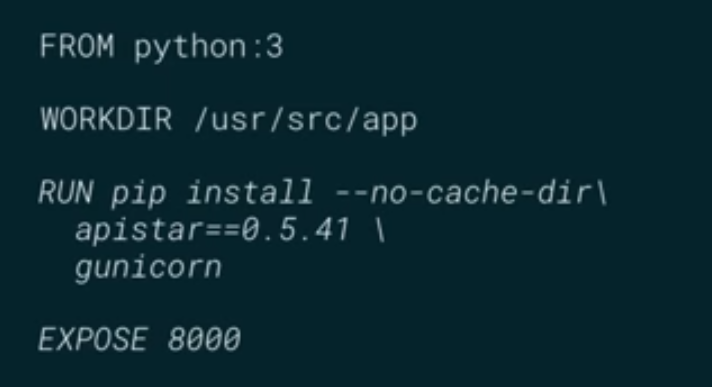 FROM python:3
WORKDIR /usr/src/app
RUN pip install --no-cache-dir\
apistar==0.5.41 \
gunicorn
EXPOSE 8000